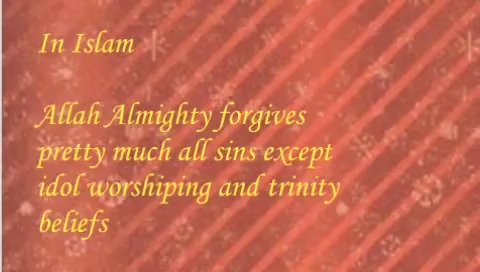 In Islam
Allah Almighty forgives
pretty much all sins except
idol worshiping and trinity
beliefs